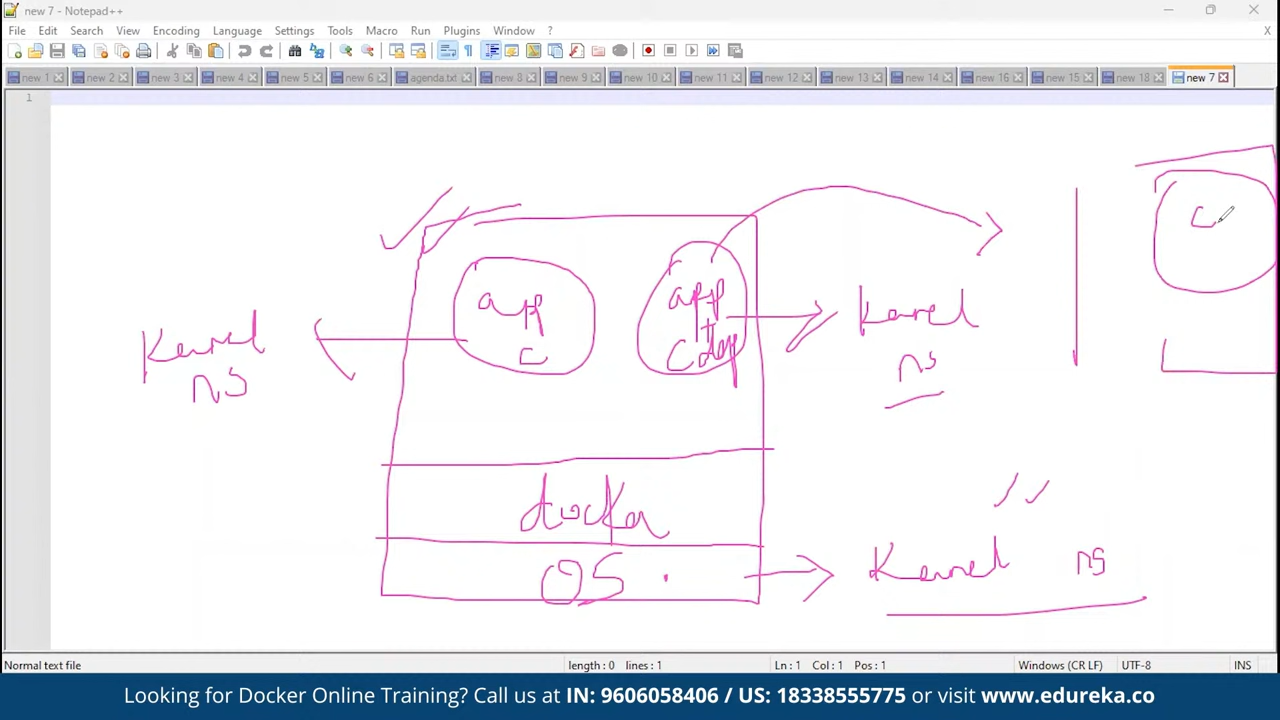 new 7 - Notepad++
File Edit Search View Encoding Language Settings Tools Macro Run Plugins Window ? X
new 1 new 2 new 3 new 4 new 5 new 6 agenda.txt new 8 new 9 new 10 new 11 new 12 new 13 new 14 new 16 new 15 new 18 new 7
1
C
app
C
app
C dep
Kernel
ns
Kernel
ns
docker
OS
Kernel ns
Normal text file length : 0 lines : 1 Ln : 1 Col : 1 Pos : 1 Windows (CR LF) UTF-8 INS
Looking for Docker Online Training? Call us at IN: 9606058406 / US: 18338555775 or visit www.edureka.co